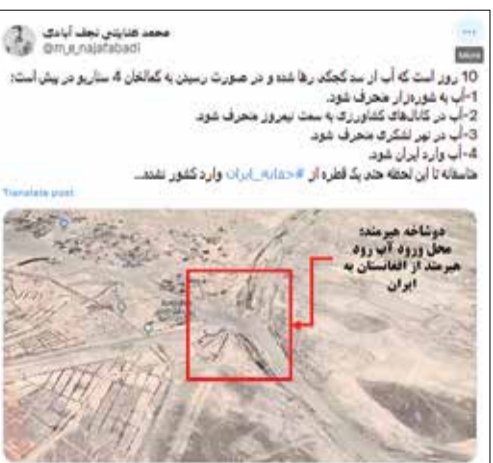 محمد عنایتی نجف آبادی
@m_e_najafabadi
10 روز است که آب از سد کجکی رها شده و در صورت رسیدن به کمالخان 4 سناریو در پیش است:
1-آب به شوره‌زار منحرف شود.
2-آب در کانال‌های کشاورزی به سمت نیمروز منحرف شود.
3-آب در نهر لشکری منحرف شود.
4-آب وارد ایران شود.
متاسفانه تا این لحظه حتی یک قطره از #حقابه_ایران وارد کشور نشده...
Translate post
دوشاخه هیرمند؛
محل ورود آب رود
هیرمند از افغانستان به
ایران